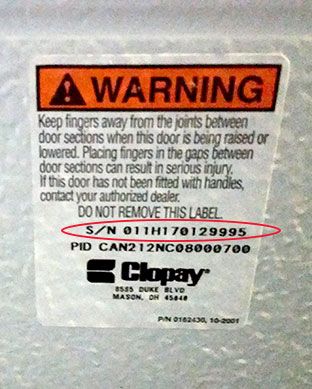 WARNING
Keep fingers away from the joints between
door sections when this door is being raised or
lowered. Placing fingers in the gaps between
door sections can result in serious injury.
If this door has not been fitted with handles,
contact your authorized dealer.
DO NOT REMOVE THIS LABEL.
S/N 011H170129995
PID CAN212NC08000700
Clopay®
8585 DUKE BLVD
MASON, OH 45040
P/N 0162430, 10-2001